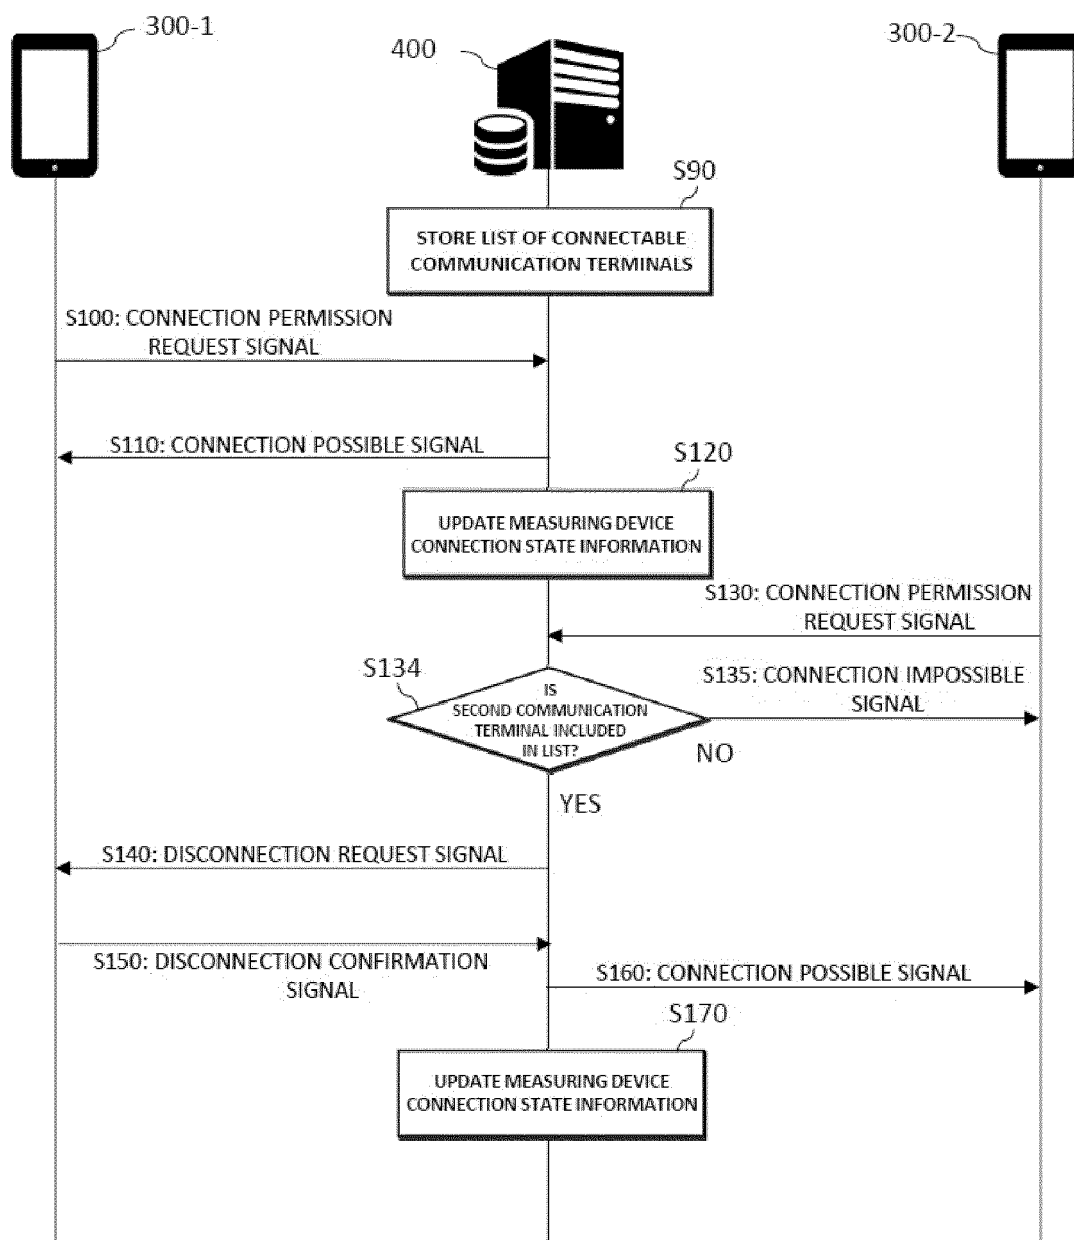 300-1
400
300-2
S90
STORE LIST OF CONNECTABLE
COMMUNICATION TERMINALS
S100: CONNECTION PERMISSION
REQUEST SIGNAL
S110: CONNECTION POSSIBLE SIGNAL
S120
UPDATE MEASURING DEVICE
CONNECTION STATE INFORMATION
S130: CONNECTION PERMISSION
REQUEST SIGNAL
S134
IS
SECOND COMMUNICATION
TERMINAL INCLUDED
IN LIST?
S135: CONNECTION IMPOSSIBLE
SIGNAL
NO
YES
S140: DISCONNECTION REQUEST SIGNAL
S150: DISCONNECTION CONFIRMATION
SIGNAL
S160: CONNECTION POSSIBLE SIGNAL
S170
UPDATE MEASURING DEVICE
CONNECTION STATE INFORMATION